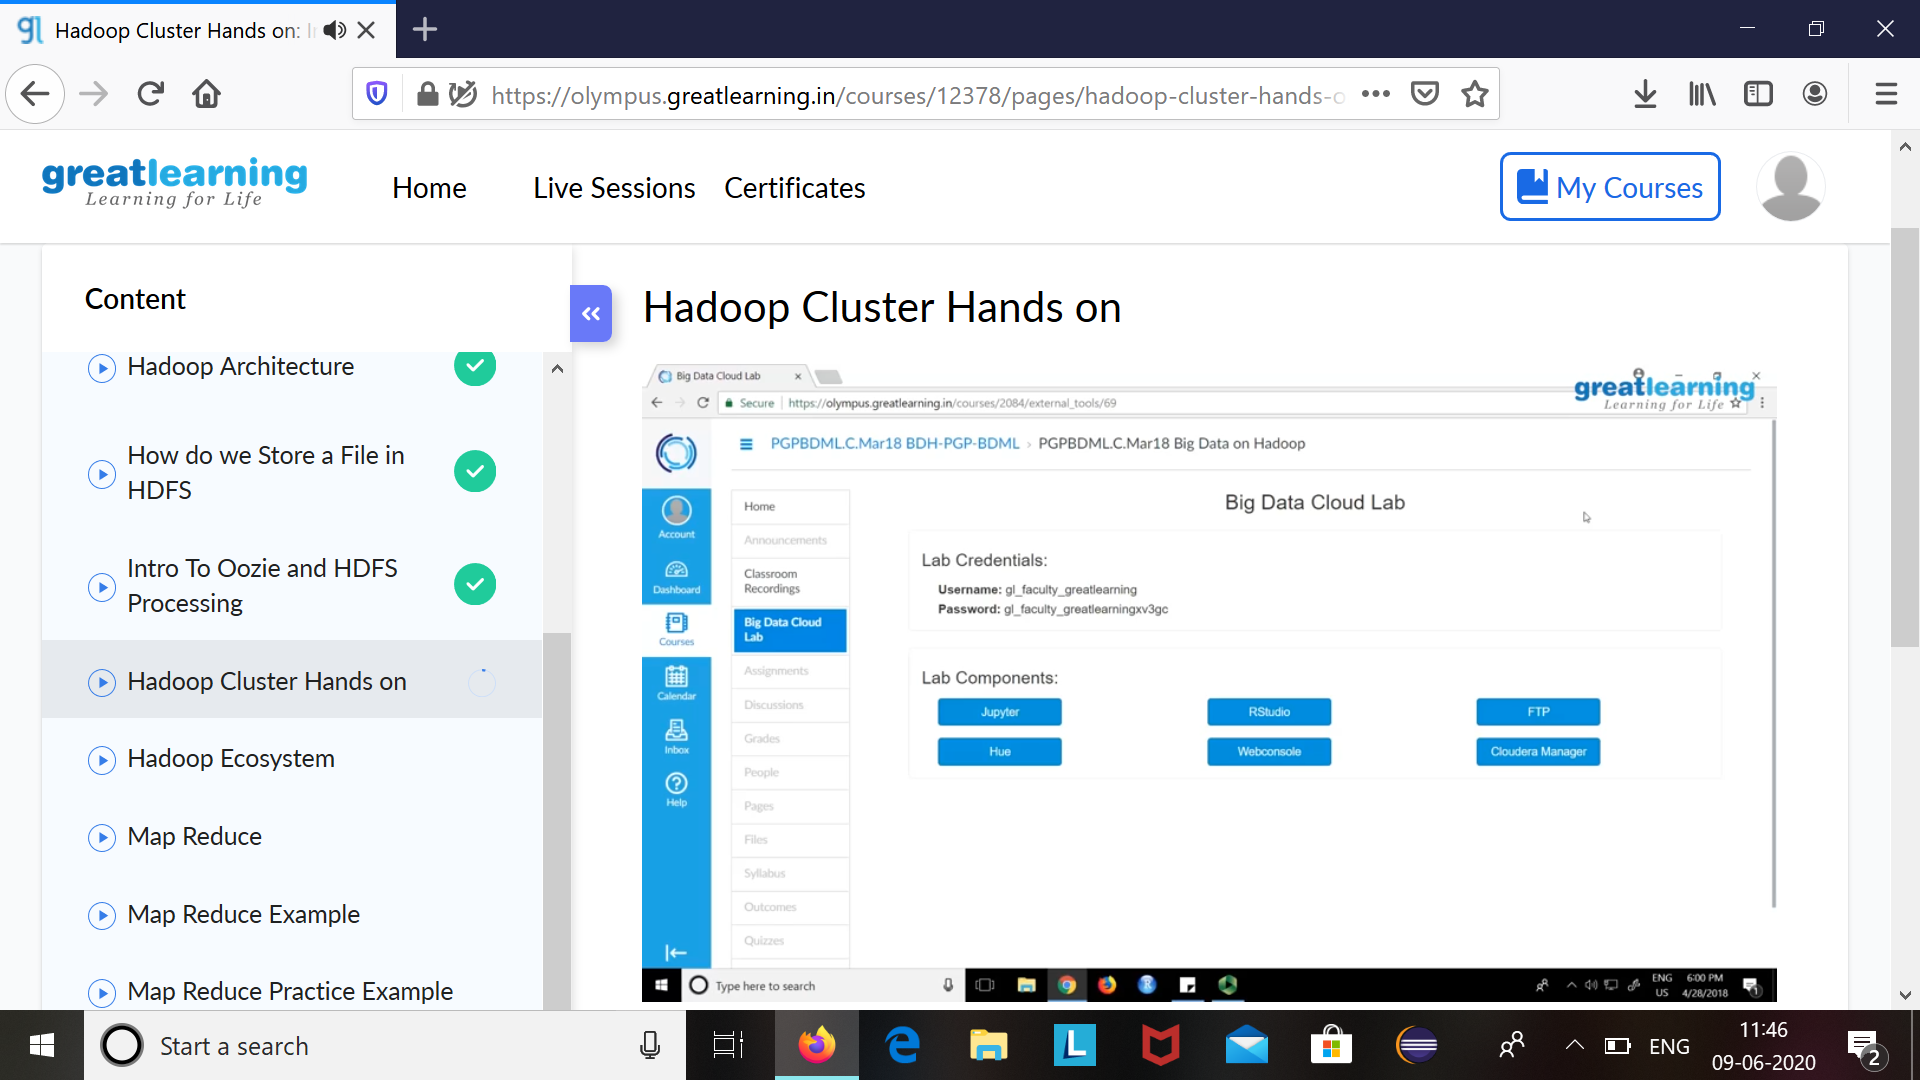 Hadoop Cluster Hands on:
https://olympus.greatlearning.in/courses/12378/pages/hadoop-cluster-hands-o
greatlearning
Learning for Life
Home
Live Sessions
Certificates
My Courses
Content
Hadoop Architecture
How do we Store a File in
HDFS
Intro To Oozie and HDFS
Processing
Hadoop Cluster Hands on
Hadoop Ecosystem
Map Reduce
Map Reduce Example
Map Reduce Practice Example
Hadoop Cluster Hands on
Big Data Cloud Lab
Secure
https://olympus.greatlearning.in/courses/2084/external_tools/69
greatlearning
Learning for Life
PGPBDML.C.Mar18 BDH-PGP-BDML › PGPBDML.C.Mar18 Big Data on Hadoop
Account
Dashboard
Courses
Calendar
Inbox
Help
Home
Announcements
Classroom
Recordings
Big Data Cloud
Lab
Assignments
Discussions
Grades
People
Pages
Files
Syllabus
Outcomes
Quizzes
Big Data Cloud Lab
Lab Credentials:
Username: gl_faculty_greatlearning
Password: gl_faculty_greatlearningxv3gc
Lab Components:
Jupyter
RStudio
FTP
Hue
Webconsole
Cloudera Manager
Type here to search
ENG
US
6:00 PM
4/28/2018
1
Start a search
ENG
11:46
09-06-2020
2